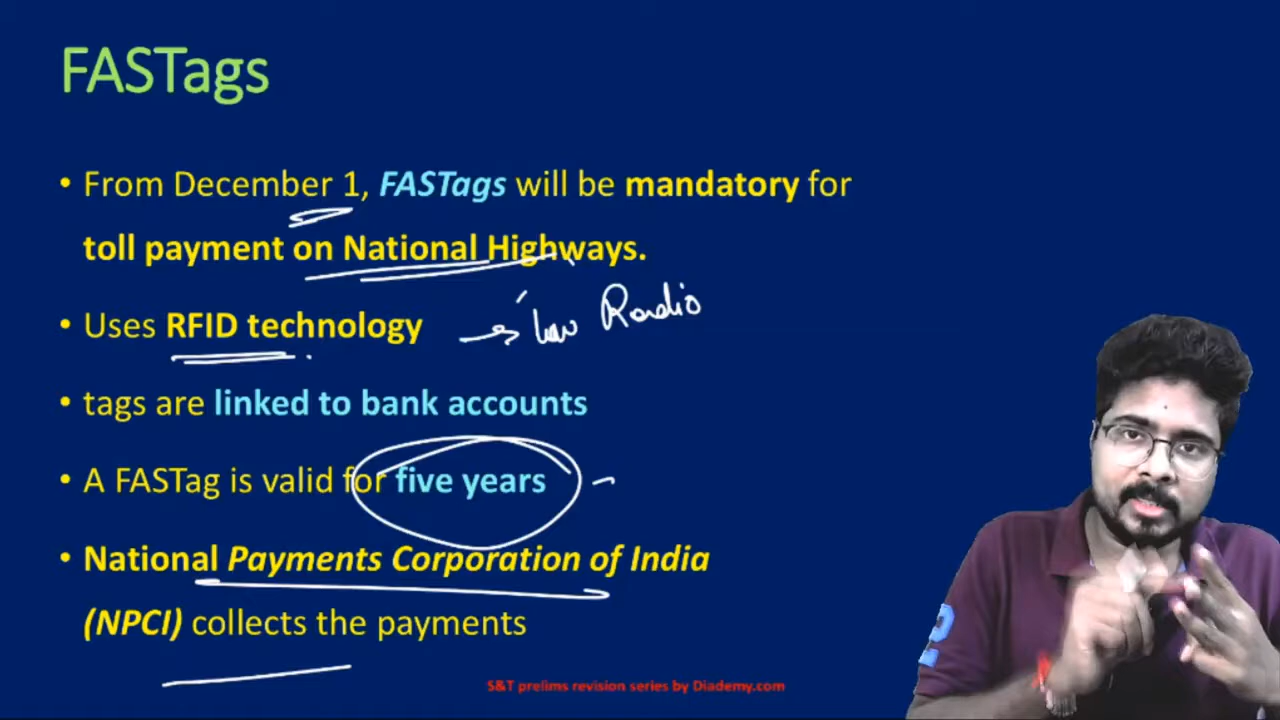 FASTags
• From December 1, FASTags will be mandatory for
toll payment on National Highways.
• Uses RFID technology → low Radio
• tags are linked to bank accounts
• A FASTag is valid for five years
• National Payments Corporation of India
(NPCI) collects the payments
2
S&T prelims revision series by Diademy.com